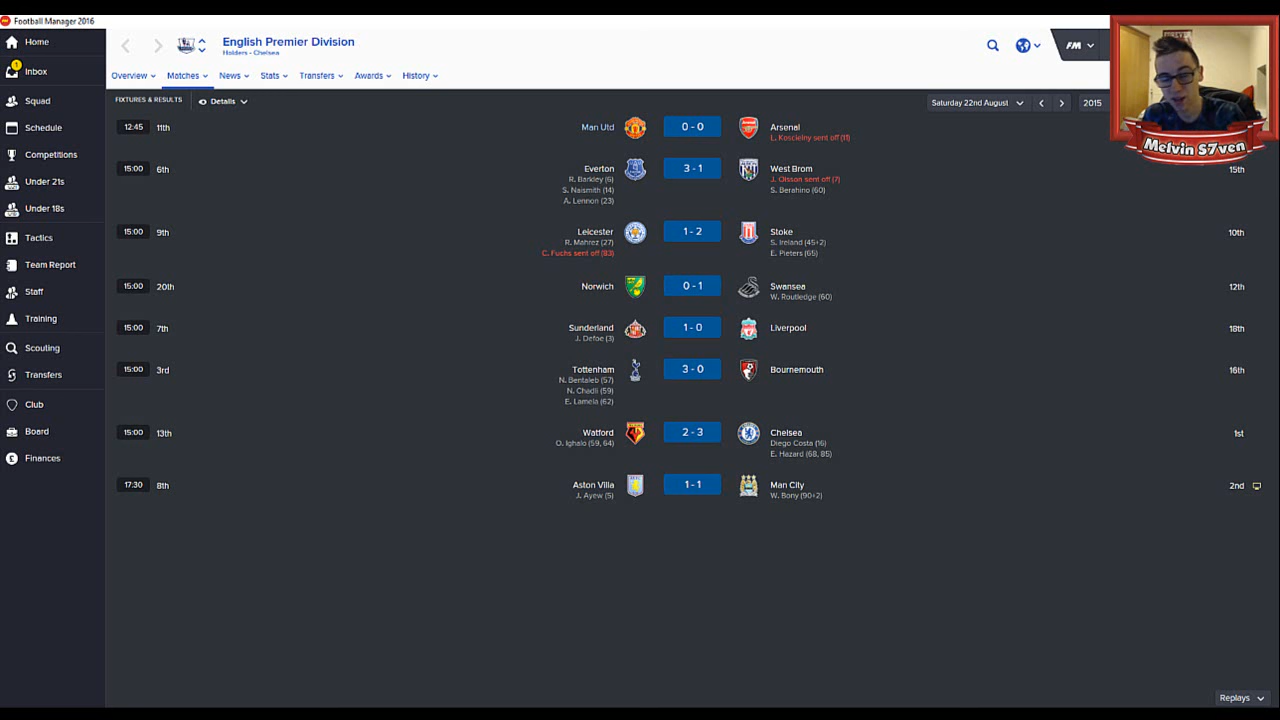 Football Manager 2016
Home
1
Inbox
Squad
Schedule
Competitions
Under 21s
Under 18s
Tactics
Team Report
Staff
Training
Scouting
Transfers
Club
Board
Finances
English Premier Division
Holders - Chelsea
FM
Overview Matches News Stats Transfers Awards History
FIXTURES & RESULTS Details Saturday 22nd August 2015
Melvin S7ven
12:45 11th Man Utd 0 - 0 Arsenal
L. Koscielny sent off (11)
15:00 6th Everton 3 - 1 West Brom 15th
R. Barkley (6) J. Olsson sent off (7)
S. Naismith (14) S. Berahino (60)
A. Lennon (23)
15:00 9th Leicester 1 - 2 Stoke 10th
R. Mahrez (27) S. Ireland (45+2)
C. Fuchs sent off (83) E. Pieters (65)
15:00 20th Norwich 0 - 1 Swansea 12th
W. Routledge (60)
15:00 7th Sunderland 1 - 0 Liverpool 18th
J. Defoe (3)
15:00 3rd Tottenham 3 - 0 Bournemouth 16th
N. Bentaleb (57)
N. Chadli (59)
E. Lamela (62)
15:00 13th Watford 2 - 3 Chelsea 1st
O. Ighalo (59, 64) Diego Costa (16)
E. Hazard (68, 85)
17:30 8th Aston Villa 1 - 1 Man City 2nd
J. Ayew (5) W. Bony (90+2)
Replays